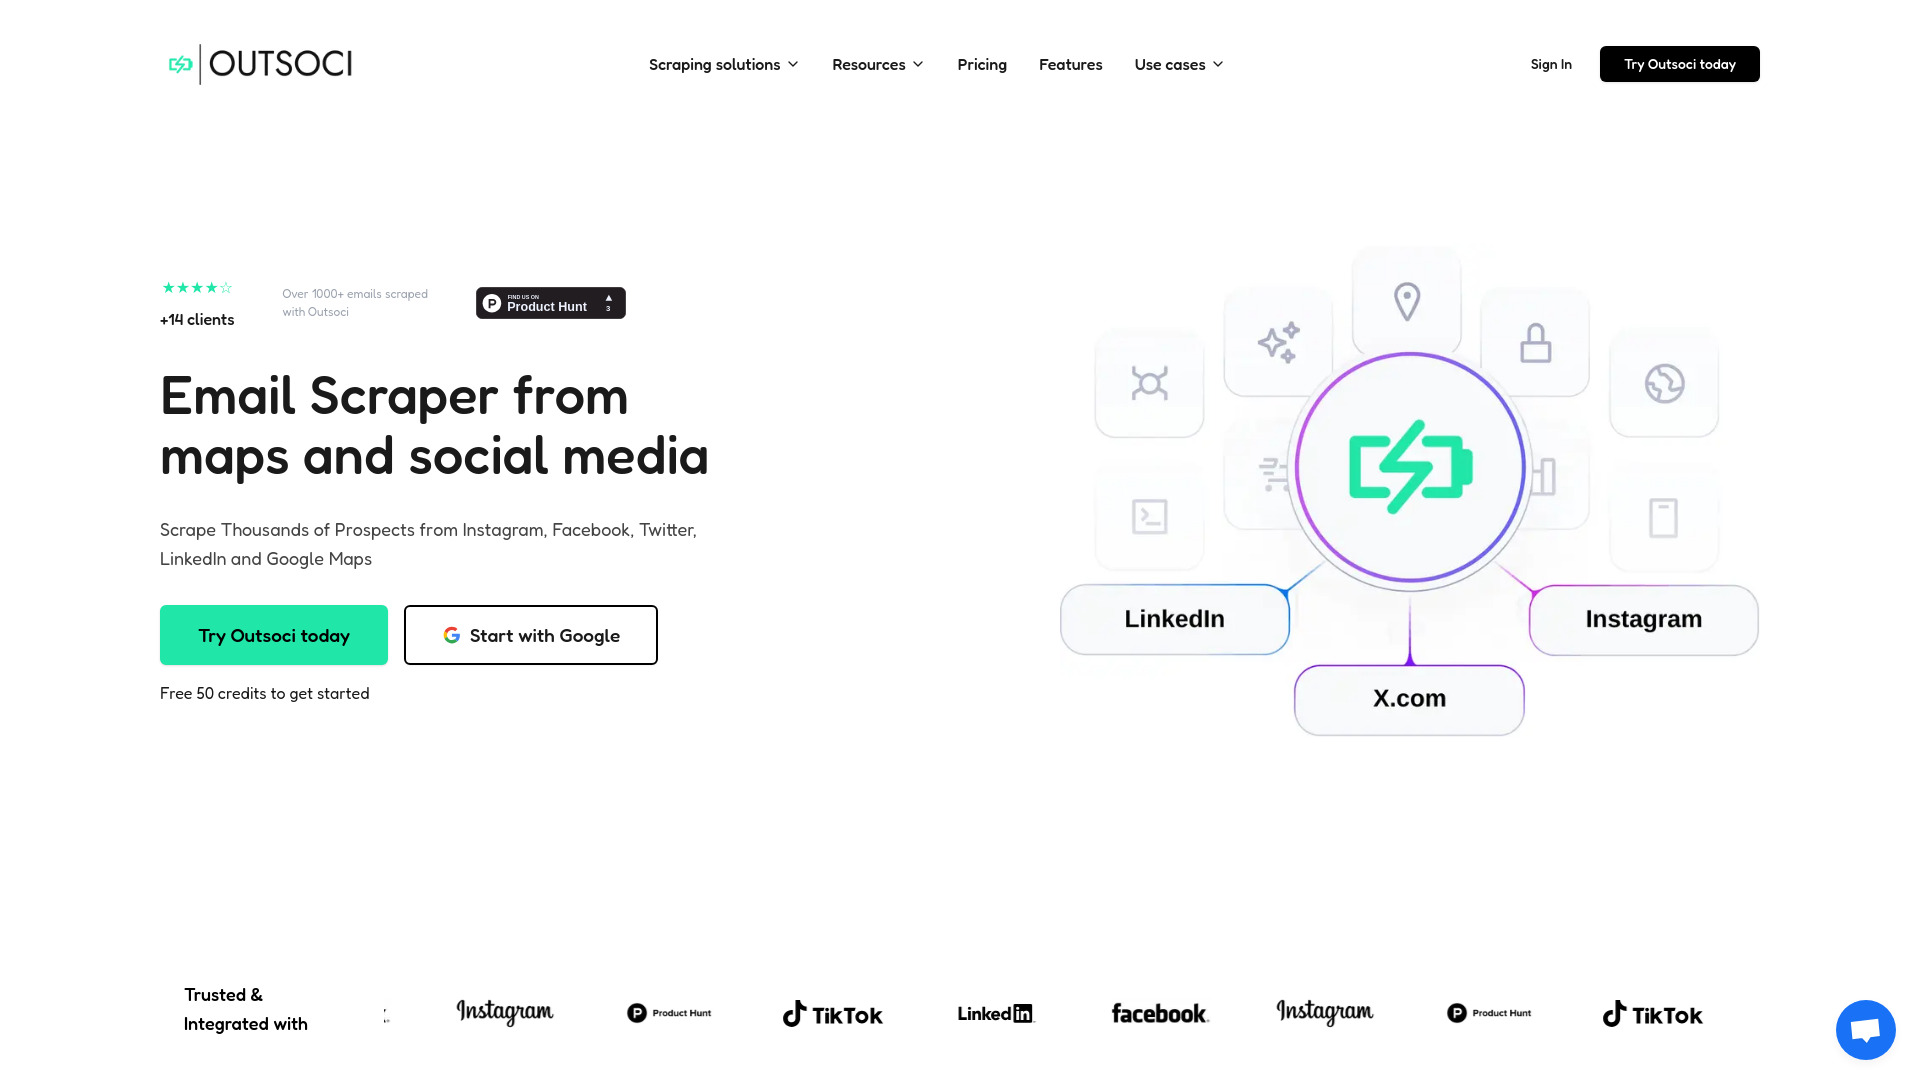 OUTSOCI
Scraping solutions
Resources
Pricing
Features
Use cases
Sign In
Try Outsoci today
+14 clients
Over 1000+ emails scraped
with Outsoci
FIND US ON
Product Hunt
3
Email Scraper from
maps and social media
Scrape Thousands of Prospects from Instagram, Facebook, Twitter,
LinkedIn and Google Maps
Try Outsoci today
Start with Google
Free 50 credits to get started
LinkedIn
Instagram
X.com
Trusted &
Integrated with
Instagram
Product Hunt
TikTok
LinkedIn
facebook
Instagram
Product Hunt
TikTok